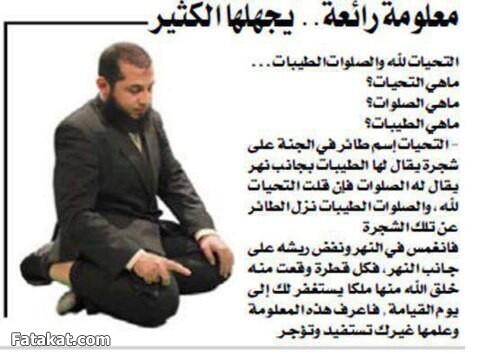 معلومة رائعة.. يجهلها الكثير
التحيات لله والصلوات الطيبات...
ماهي التحيات؟
ماهي الصلوات؟
ماهي الطيبات؟
- التحيات إسم طائر في الجنة على
شجرة يقال لها الطيبات بجانب نهر
يقال له الصلوات فإن قلت التحيات
لله ، والصلوات الطيبات نزل الطائر
عن تلك الشجرة
فانغمس في النهر ونفض ريشه على
جانب النهر، فكل قطرة وقعت منه
خلق الله منها ملكا يستغفر لك إلى
يوم القيامة ، فاعرف هذه المعلومة
وعلمها غيرك تستفيد وتؤجر
Fatakat.com